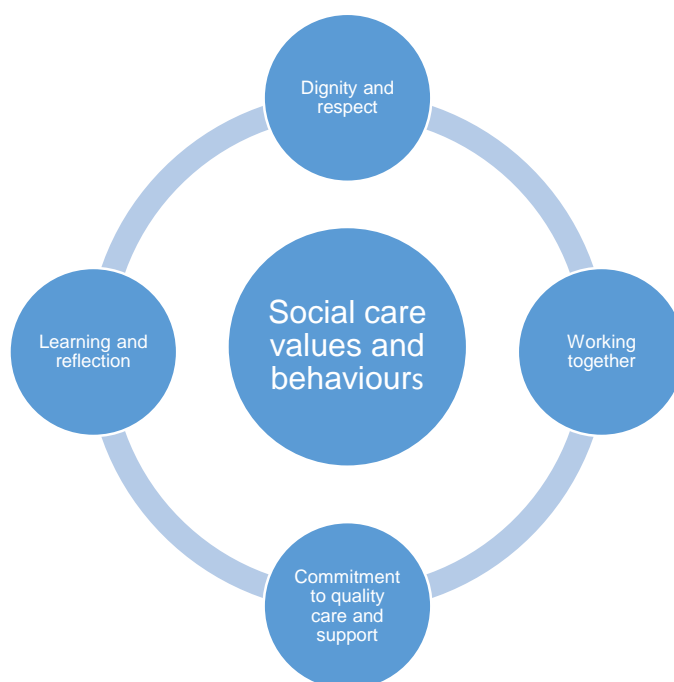 Dignity and
respect
Learning and
reflection
Social care
values and
behaviours
Working
together
Commitment
to quality
care and
support